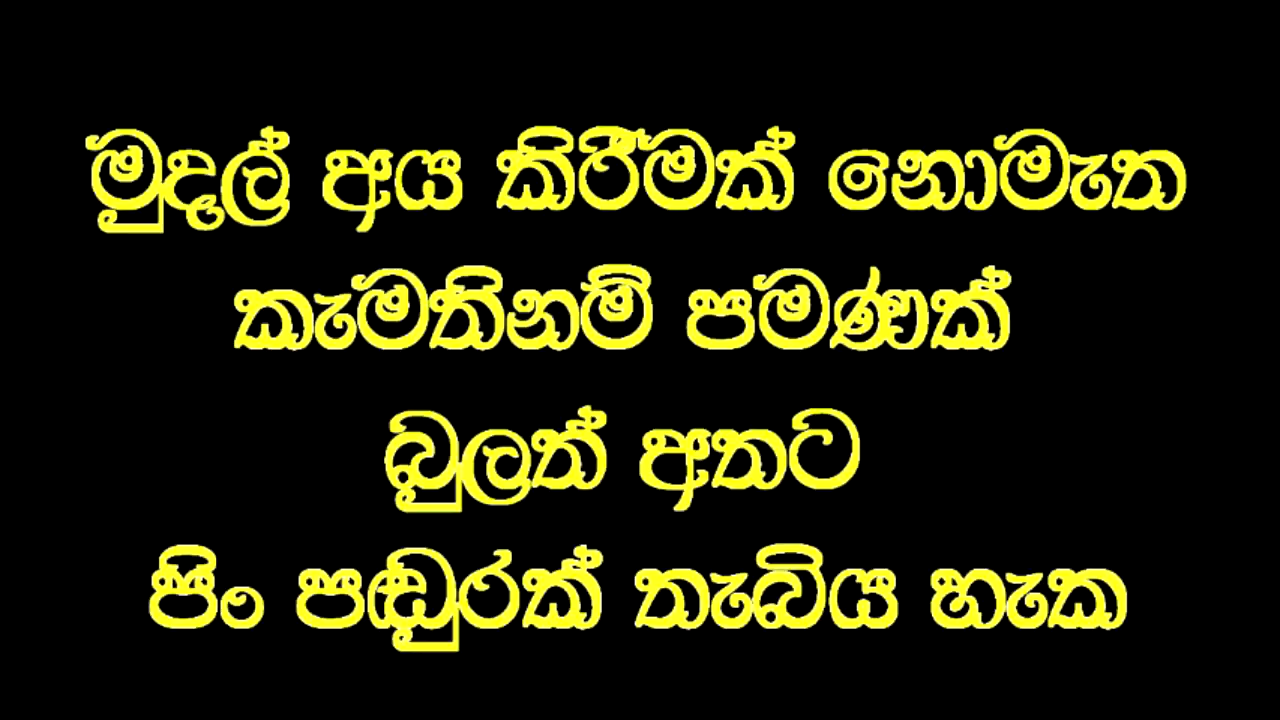 මුදල් අය කිරීමක් නොමැත
කැමතිනම් පමණක්
බුලත් අතට
පිං පඬුරක් තැබිය හැක